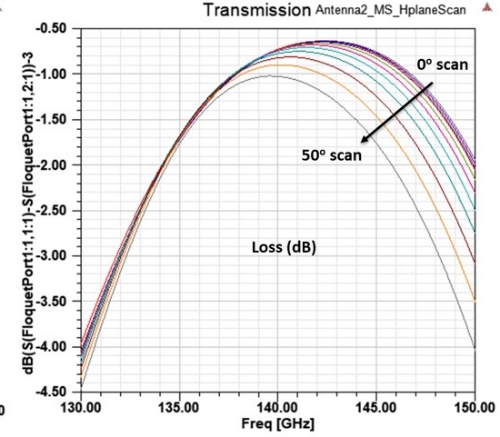 Transmission Antenna2_MS_HplaneScan
-0.50
-1.00
-1.50
-2.00
-2.50
-3.00
-3.50
-4.00
-4.50
dB(S(FloquetPort1:1,1:1)-S(FloquetPort1:1,2:1))-3
0º scan
50º scan
Loss (dB)
0
130.00 135.00 140.00 145.00 150.00
Freq [GHz]